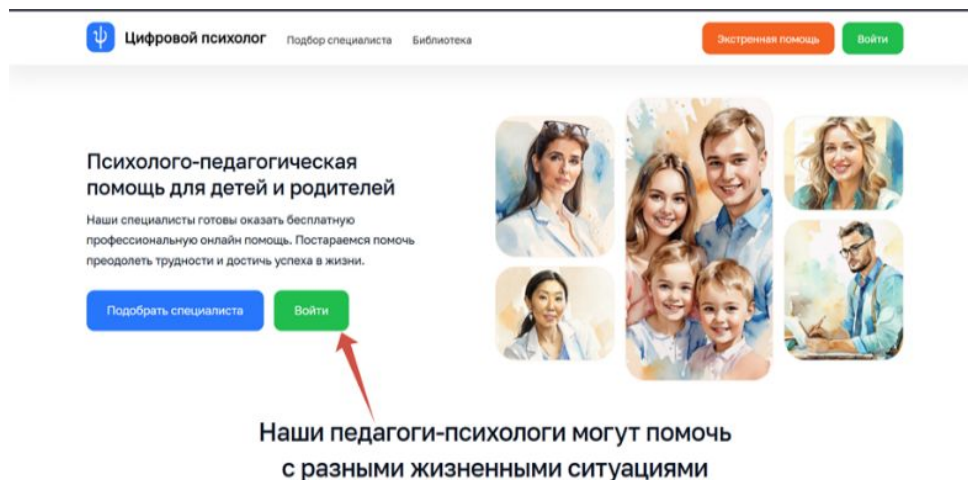 Ψ Цифровой психолог Подбор специалиста Библиотека Экстренная помощь Войти
Психолого-педагогическая
помощь для детей и родителей
Наши специалисты готовы оказать бесплатную
профессиональную онлайн помощь. Постараемся помочь
преодолеть трудности и достичь успеха в жизни.
Подобрать специалиста Войти
Наши педагоги-психологи могут помочь
с разными жизненными ситуациями